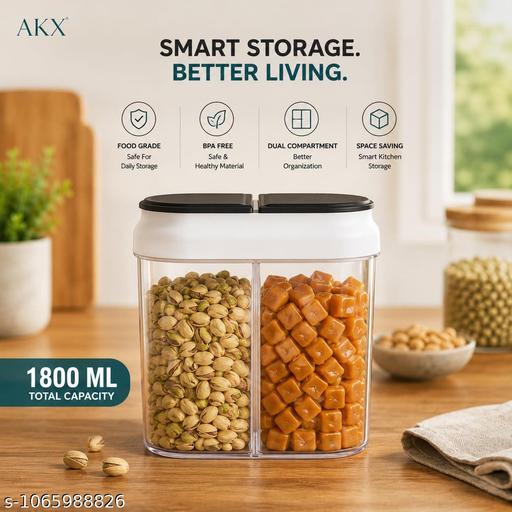 AKX
SMART STORAGE.
BETTER LIVING.
FOOD GRADE
Safe For
Daily Storage
BPA FREE
Safe &
Healthy Material
DUAL COMPARTMENT
Better
Organization
SPACE SAVING
Smart Kitchen
Storage
1800 ML
TOTAL CAPACITY
s-1065988826